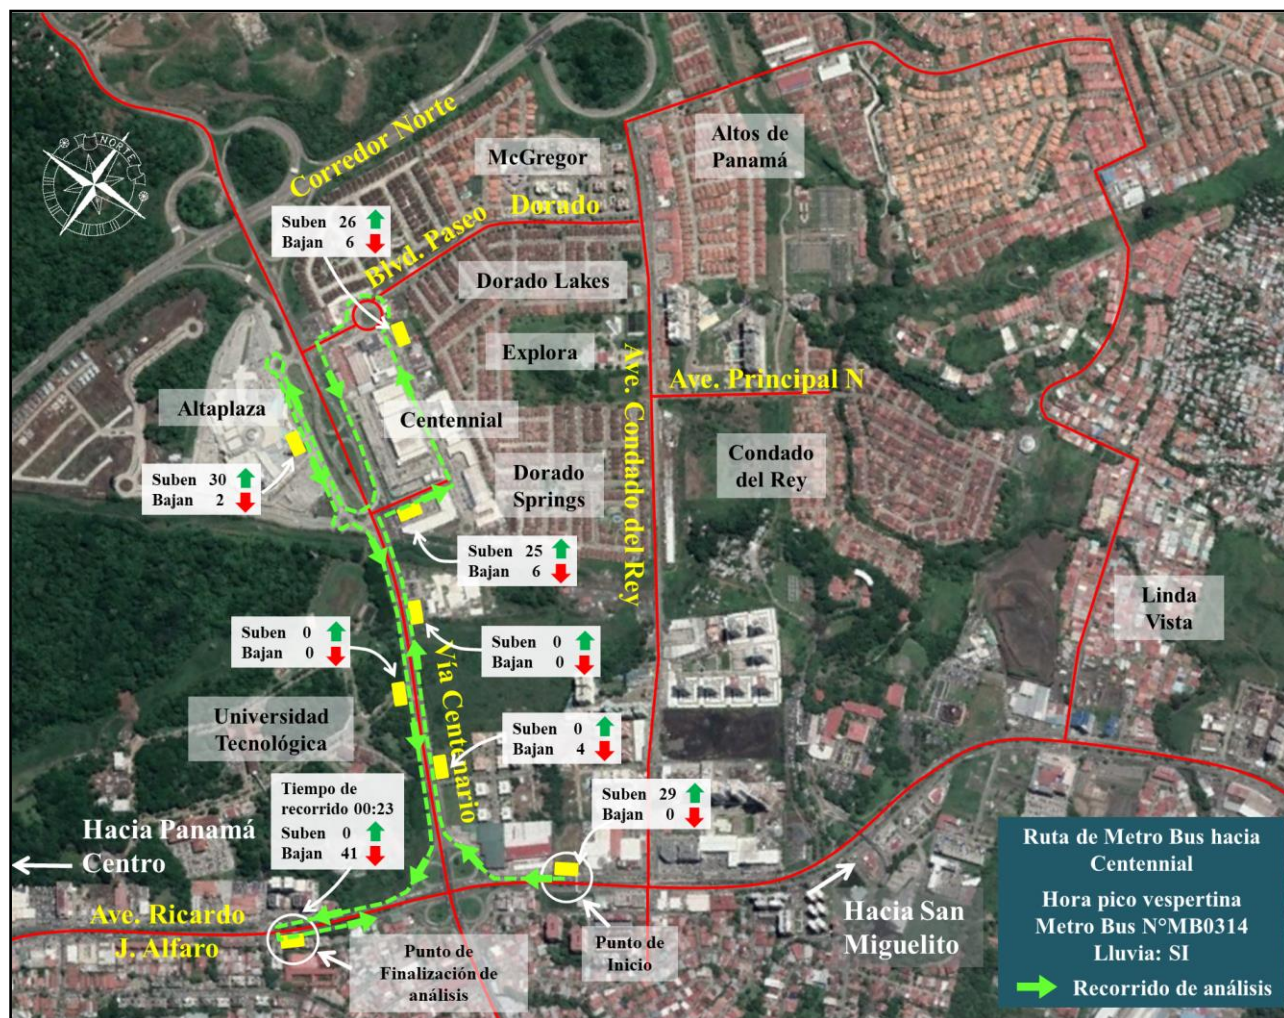 NORTE
Corredor Norte
McGregor
Altos de
Panamá
Suben 26
Bajan 6
Blvd. Paseo
Dorado
Dorado Lakes
Explora
Ave. Condado del Rey
Ave. Principal N
Altaplaza
Centennial
Condado
del Rey
Dorado
Springs
Suben 30
Bajan 2
Suben 25
Bajan 6
Linda
Vista
Suben 0
Bajan 0
Suben 0
Bajan 0
Vía Centenario
Universidad
Tecnológica
Suben 0
Bajan 4
Tiempo de
recorrido 00:23
Suben 0
Bajan 41
Suben 29
Bajan 0
Hacia Panamá
Centro
Ave. Ricardo
J. Alfaro
Punto de
Finalización de
análisis
Punto de
Inicio
Hacia San
Miguelito
Ruta de Metro Bus hacia
Centennial
Hora pico vespertina
Metro Bus N°MB0314
Lluvia: SI
Recorrido de análisis